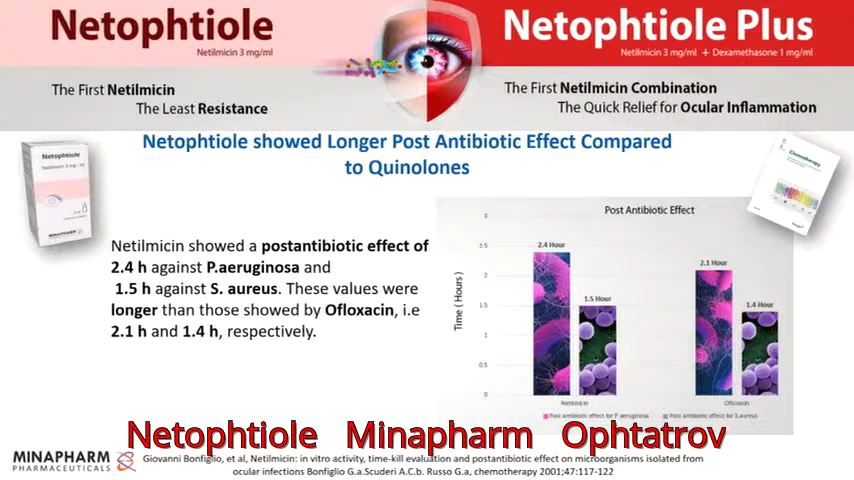 Netophtiole
Netilmicin 3 mg/ml
Netophtiole Plus
Netilmicin 3 mg/ml + Dexamethasone 1 mg/ml
The First Netilmicin
The Least Resistance
The First Netilmicin Combination
The Quick Relief for Ocular Inflammation
Netophtiole showed Longer Post Antibiotic Effect Compared
to Quinolones
Netophtiole
MINAPHARM
Chemotherapy
Netilmicin showed a postantibiotic effect of
2.4 h against P.aeruginosa and
1.5 h against S. aureus. These values were
longer than those showed by Ofloxacin, i.e
2.1 h and 1.4 h, respectively.
Post Antibiotic Effect
Time ( Hours )
3
2.5
2
1.5
1
0.5
0
2.4 Hour
1.5 Hour
2.1 Hour
1.4 Hour
Netilmicin
Ofloxacin
Post antibiotic effect for P.aeruginosa
Post antibiotic effect for S.aureus
Netophtiole Minapharm Ophtatrov
MINAPHARM
PHARMACEUTICALS
Giovanni Bonfiglio, et al, Netilmicin: in vitro activity, time-kill evaluation and postantibiotic effect on microorganisms isolated from
ocular infections Bonfiglio G.a.Scuderi A.C.b. Russo G.a, chemotherapy 2001;47:117-122